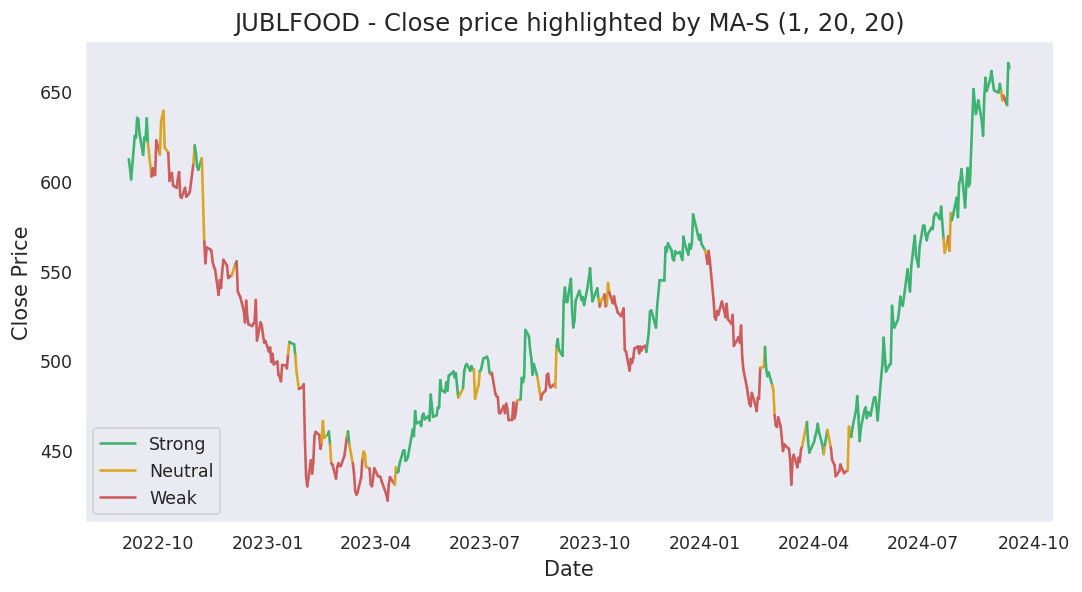 JUBLFOOD - Close price highlighted by MA-S (1, 20, 20)
Close Price
650
600
550
500
450
Strong
Neutral
Weak
2022-10 2023-01 2023-04 2023-07 2023-10 2024-01 2024-04 2024-07 2024-10
Date